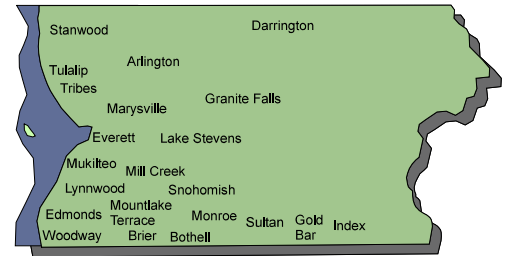 Stanwood
Darrington
Arlington
Tulalip
Tribes
Marysville
Granite Falls
Everett
Lake Stevens
Mukilteo
Mill Creek
Lynnwood
Snohomish
Mountlake
Terrace
Edmonds
Monroe
Sultan
Gold
Bar
Index
Woodway
Brier
Bothell